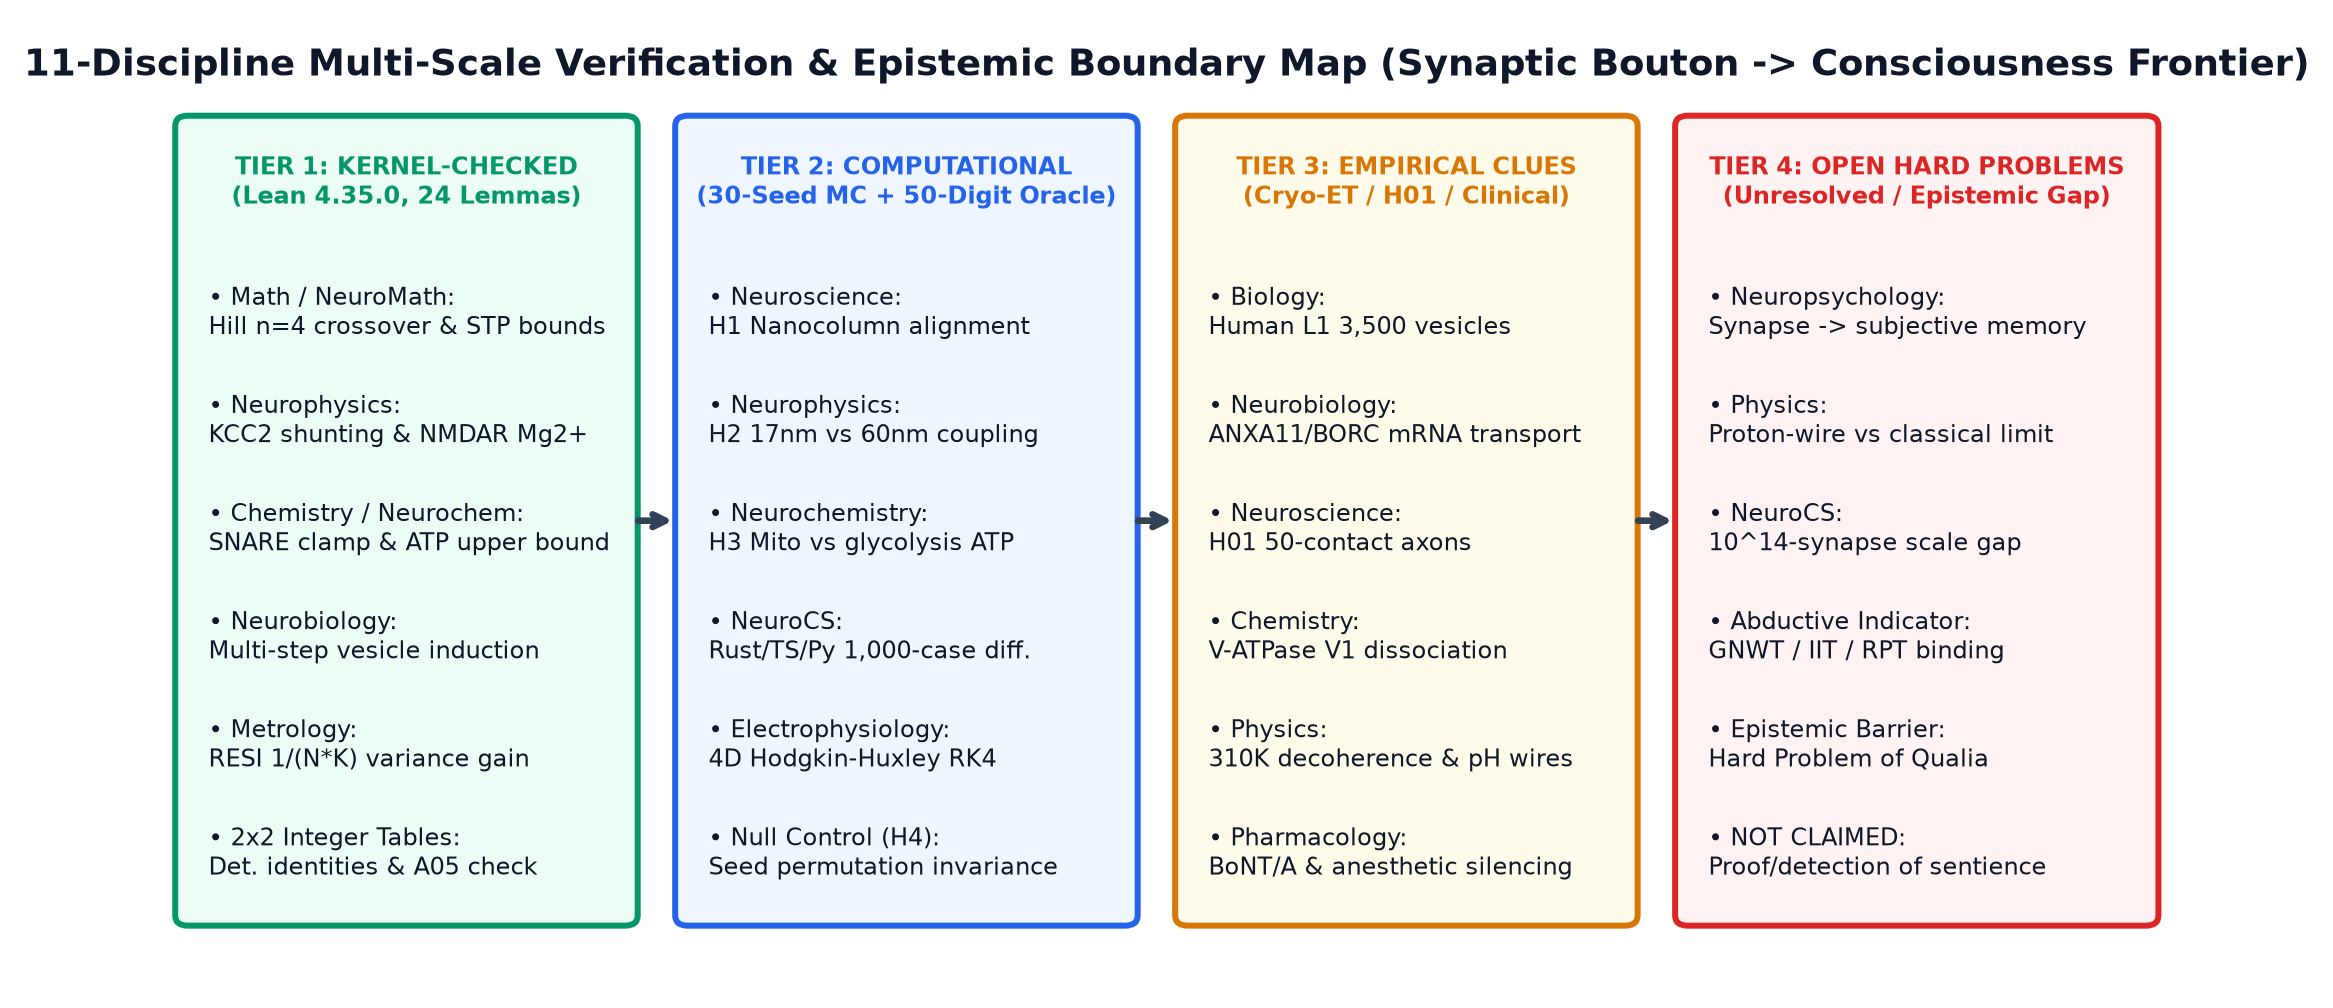 11-Discipline Multi-Scale Verification & Epistemic Boundary Map (Synaptic Bouton -> Consciousness Frontier)
TIER 1: KERNEL-CHECKED
(Lean 4.35.0, 24 Lemmas)
• Math / NeuroMath:
Hill n=4 crossover & STP bounds
• Neurophysics:
KCC2 shunting & NMDAR Mg2+
• Chemistry / Neurochem:
SNARE clamp & ATP upper bound
• Neurobiology:
Multi-step vesicle induction
• Metrology:
RESI 1/(N*K) variance gain
• 2x2 Integer Tables:
Det. identities & A05 check
TIER 2: COMPUTATIONAL
(30-Seed MC + 50-Digit Oracle)
• Neuroscience:
H1 Nanocolumn alignment
• Neurophysics:
H2 17nm vs 60nm coupling
• Neurochemistry:
H3 Mito vs glycolysis ATP
• NeuroCS:
Rust/TS/Py 1,000-case diff.
• Electrophysiology:
4D Hodgkin-Huxley RK4
• Null Control (H4):
Seed permutation invariance
TIER 3: EMPIRICAL CLUES
(Cryo-ET / H01 / Clinical)
• Biology:
Human L1 3,500 vesicles
• Neurobiology:
ANXA11/BORC mRNA transport
• Neuroscience:
H01 50-contact axons
• Chemistry:
V-ATPase V1 dissociation
• Physics:
310K decoherence & pH wires
• Pharmacology:
BoNT/A & anesthetic silencing
TIER 4: OPEN HARD PROBLEMS
(Unresolved / Epistemic Gap)
• Neuropsychology:
Synapse -> subjective memory
• Physics:
Proton-wire vs classical limit
• NeuroCS:
10^14-synapse scale gap
• Abductive Indicator:
GNWT / IIT / RPT binding
• Epistemic Barrier:
Hard Problem of Qualia
• NOT CLAIMED:
Proof/detection of sentience